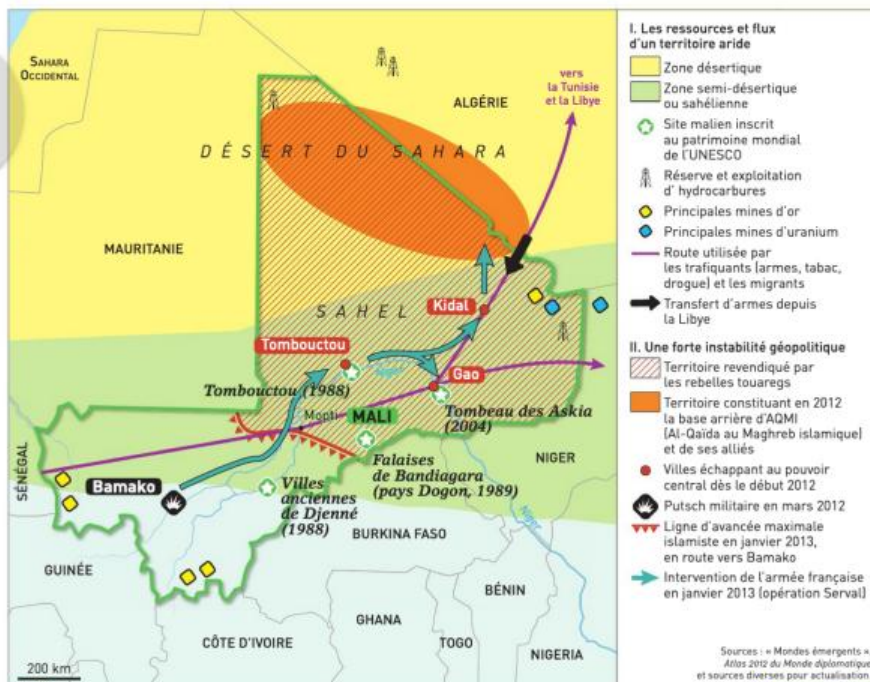 SAHARA
OCCIDENTAL
ALGÉRIE
vers
la Tunisie
et la Libye
DÉSERT DU SAHARA
MAURITANIE
SAHEL
Kidal
Tombouctou
Niger
Gao
Tombouctou (1988)
Mopti
MALI
Tombeau des Askia
(2004)
SÉNÉGAL
Bamako
Villes
anciennes
de Djenné
(1988)
Falaises
de Bandiagara
(pays Dogon, 1989)
NIGER
Niger
BURKINA FASO
GUINÉE
BÉNIN
GHANA
CÔTE D'IVOIRE
TOGO
NIGERIA
200 km
I. Les ressources et flux
d'un territoire aride
Zone désertique
Zone semi-désertique
ou sahélienne
Site malien inscrit
au patrimoine mondial
de l'UNESCO
Réserve et exploitation
d' hydrocarbures
Principales mines d'or
Principales mines d'uranium
Route utilisée par
les trafiquants (armes, tabac,
drogue) et les migrants
Transfert d'armes depuis
la Libye
II. Une forte instabilité géopolitique
Territoire revendiqué par
les rebelles touaregs
Territoire constituant en 2012
la base arrière d'AQMI
(Al-Qaïda au Maghreb islamique)
et de ses alliés
Villes échappant au pouvoir
central dès le début 2012
Putsch militaire en mars 2012
Ligne d'avancée maximale
islamiste en janvier 2013,
en route vers Bamako
Intervention de l'armée française
en janvier 2013 (opération Serval)
Sources : « Mondes émergents »,
Atlas 2012 du Monde diplomatique
et sources diverses pour actualisation